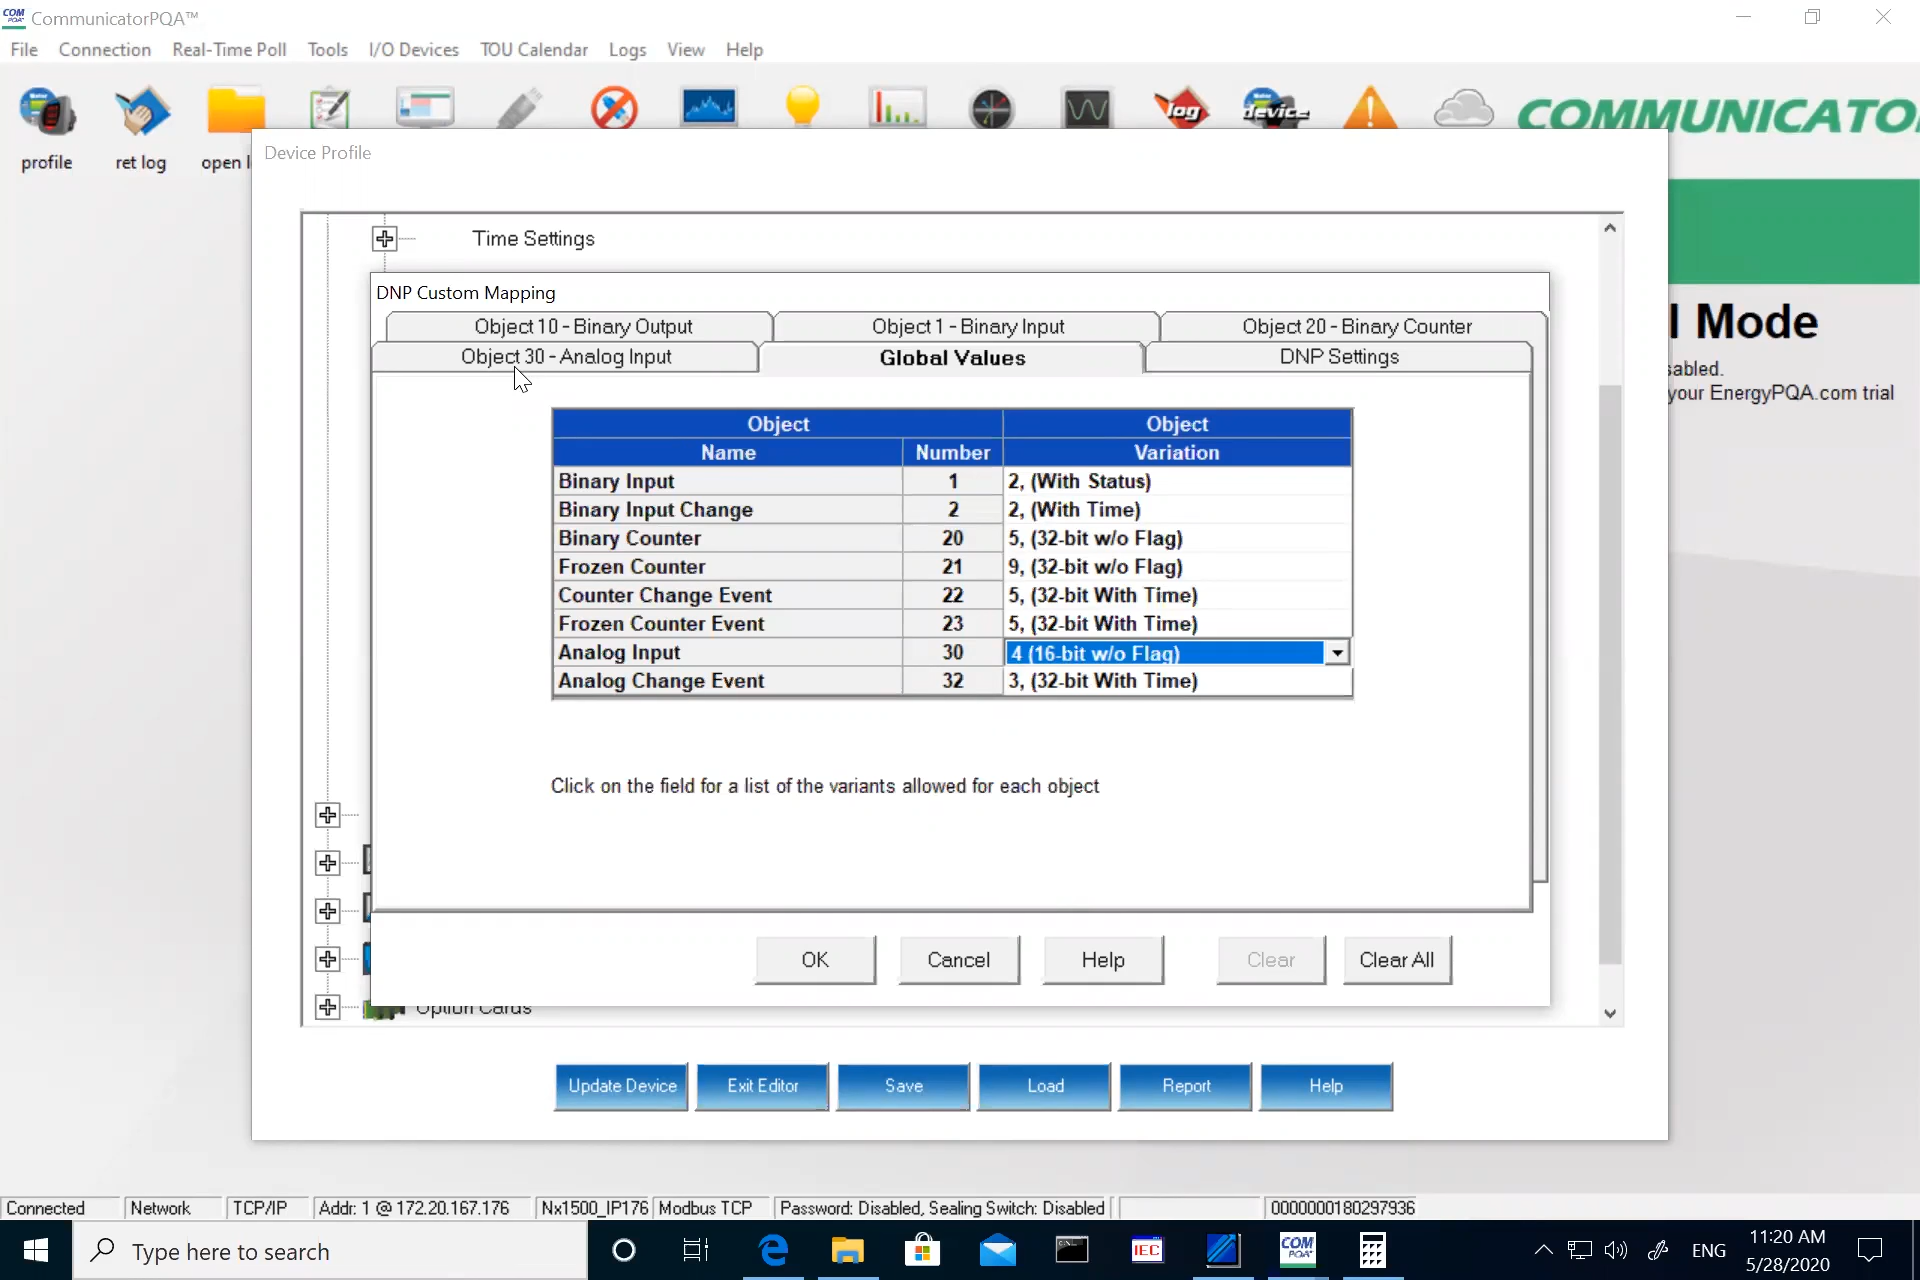 COM PQA CommunicatorPQA™
File Connection Real-Time Poll Tools I/O Devices TOU Calendar Logs View Help
log device COMMUNICATO
profile ret log open l
Device Profile
Time Settings
l Mode
sabled.
your EnergyPQA.com trial
DNP Custom Mapping
Object 10 - Binary Output Object 1 - Binary Input Object 20 - Binary Counter
Object 30 - Analog Input Global Values DNP Settings
Object Object
Name Number Variation
Binary Input 1 2, (With Status)
Binary Input Change 2 2, (With Time)
Binary Counter 20 5, (32-bit w/o Flag)
Frozen Counter 21 9, (32-bit w/o Flag)
Counter Change Event 22 5, (32-bit With Time)
Frozen Counter Event 23 5, (32-bit With Time)
Analog Input 30 4 (16-bit w/o Flag)
Analog Change Event 32 3, (32-bit With Time)
Click on the field for a list of the variants allowed for each object
OK Cancel Help Clear Clear All
Option Cards
Update Device Exit Editor Save Load Report Help
Connected Network TCP/IP Addr: 1 @ 172.20.167.176 Nx1500_IP176 Modbus TCP Password: Disabled, Sealing Switch: Disabled 0000000180297936
Type here to search IEC COM PQA ENG 11:20 AM
5/28/2020